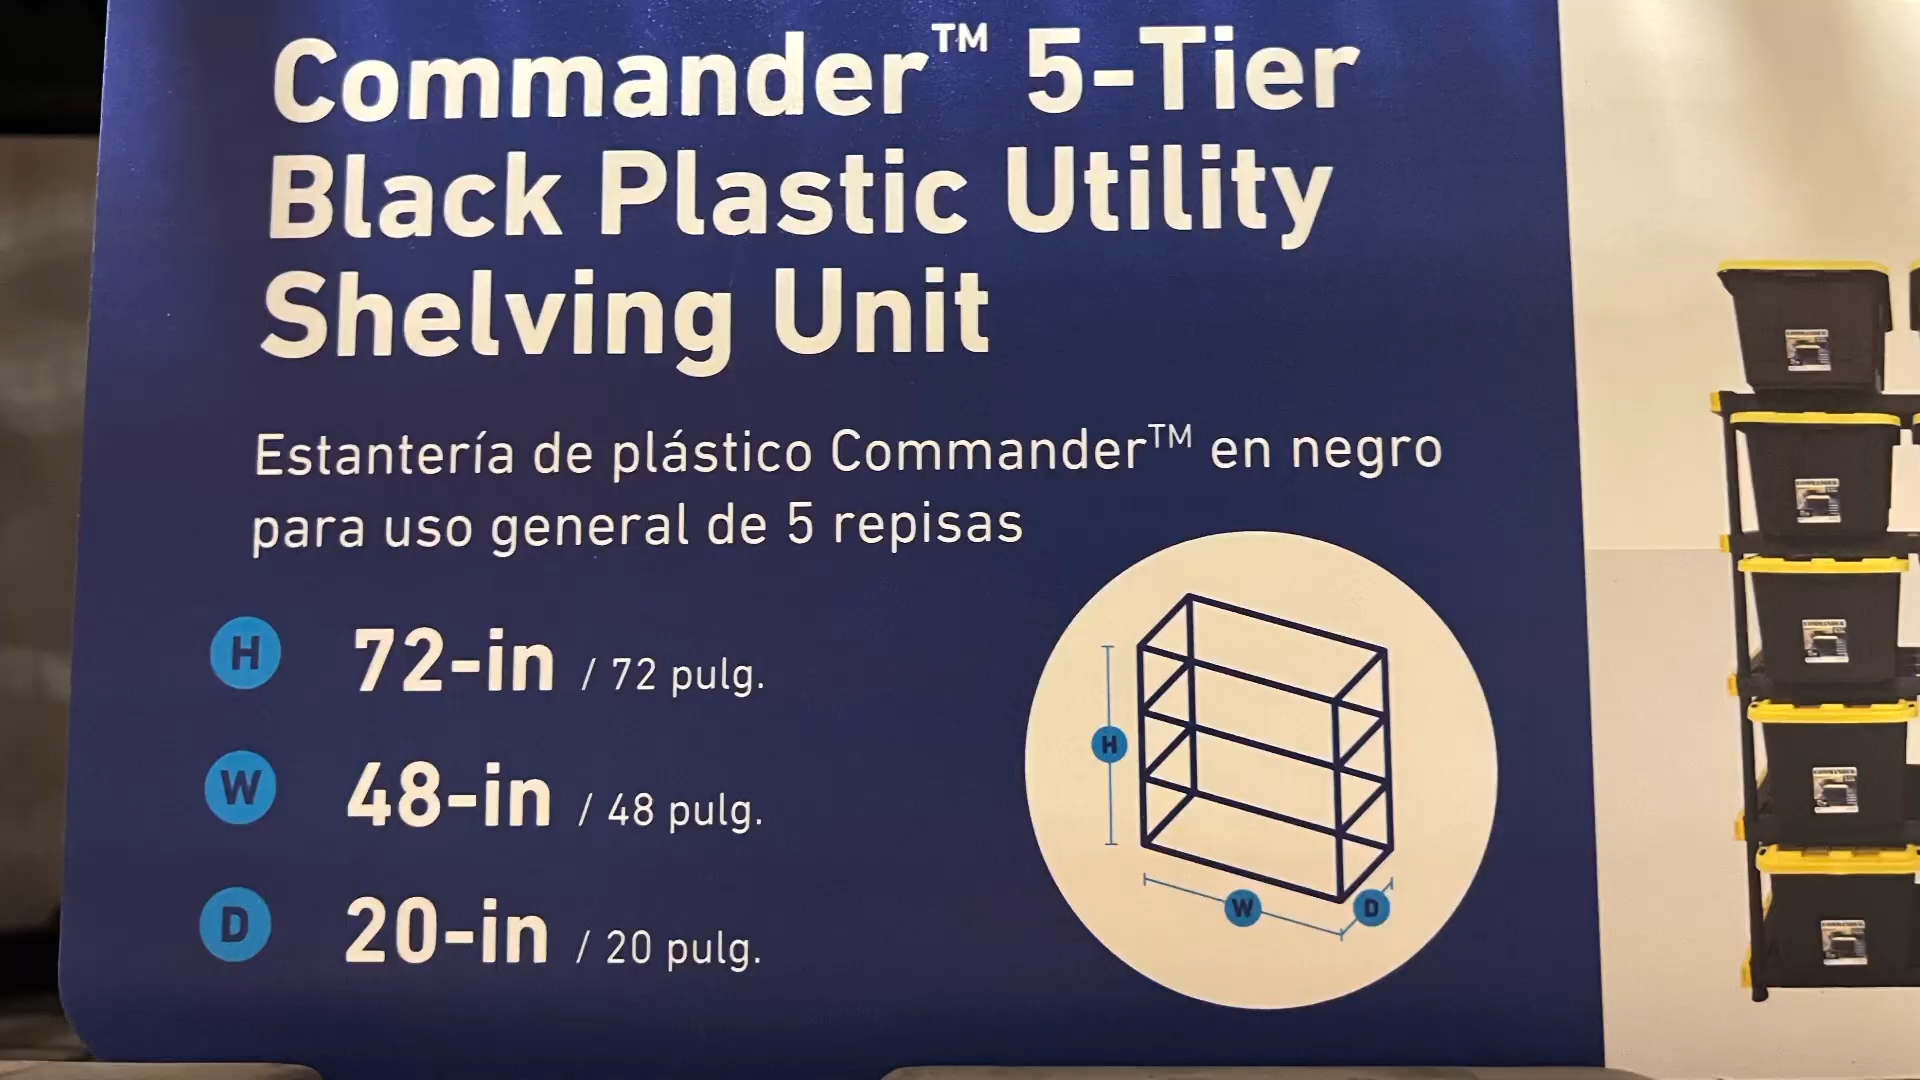 Commander™ 5-Tier
Black Plastic Utility
Shelving Unit
Estantería de plástico Commander™ en negro
para uso general de 5 repisas
H 72-in / 72 pulg.
W 48-in / 48 pulg.
D 20-in / 20 pulg.
H
W
D